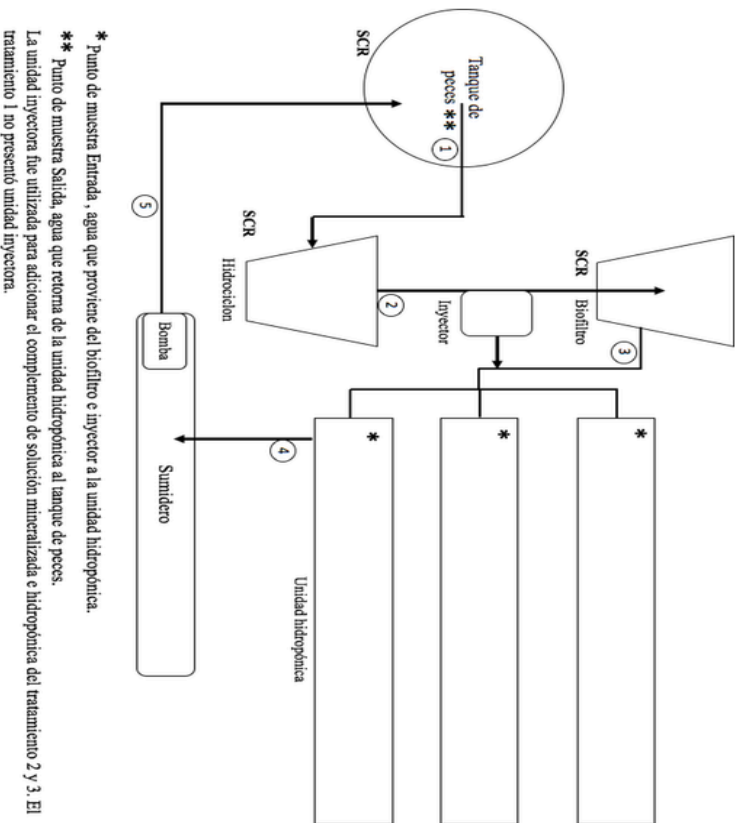 *
3
SCR
Biofiltro
*
Tanque de
peces **
1
Inyector
2
*
SCR
Unidad hidropónica
4
SCR
Hidrociclon
Bomba
Sumidero
5
* Punto de muestra Entrada , agua que proviene del biofiltro e inyector a la unidad hidropónica.
** Punto de muestra Salida, agua que retorna de la unidad hidropónica al tanque de peces.
La unidad inyectora fue utilizada para adicionar el complemento de solución mineralizada e hidropónica del tratamiento 2 y 3. El
tratamiento 1 no presentó unidad inyectora.